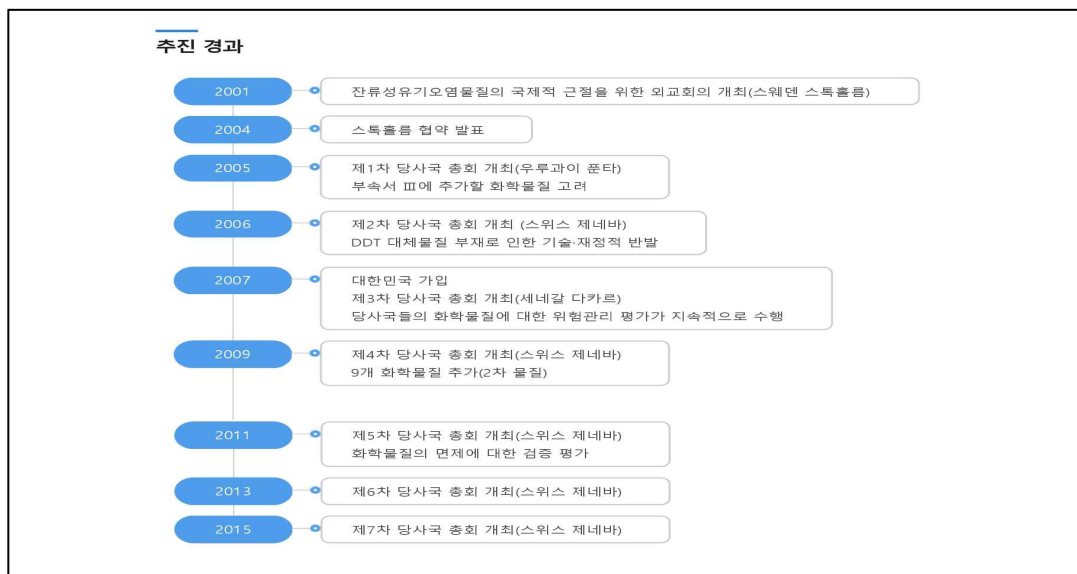 추진 경과
2001
잔류성유기오염물질의 국제적 근절을 위한 외교회의 개최(스웨덴 스톡홀름)
2004
스톡홀름 협약 발표
2005
제1차 당사국 총회 개최(우루과이 푼타)
부속서 Ⅲ에 추가할 화학물질 고려
2006
제2차 당사국 총회 개최 (스위스 제네바)
DDT 대체물질 부재로 인한 기술·재정적 반발
2007
대한민국 가입
제3차 당사국 총회 개최(세네갈 다카르)
당사국들의 화학물질에 대한 위험관리 평가가 지속적으로 수행
2009
제4차 당사국 총회 개최(스위스 제네바)
9개 화학물질 추가(2차 물질)
2011
제5차 당사국 총회 개최(스위스 제네바)
화학물질의 면제에 대한 검증 평가
2013
제6차 당사국 총회 개최(스위스 제네바)
2015
제7차 당사국 총회 개최(스위스 제네바)